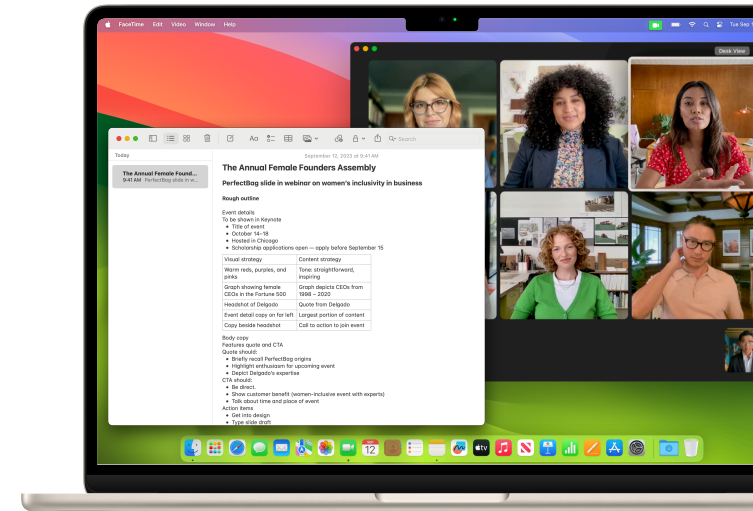 FaceTime Edit Video Window Help
Tue Sep 1
Desk View
Search
Today
The Annual Female Found...
9:41 AM PerfectBag slide in w...
September 12, 2023 at 9:41 AM
The Annual Female Founders Assembly
PerfectBag slide in webinar on women's inclusivity in business
Rough outline
Event details
To be shown in Keynote
• Title of event
• October 14–18
• Hosted in Chicago
• Scholarship applications open — apply before September 15
Visual strategy Content strategy
Warm reds, purples, and Tone: straightforward,
pinks inspiring
Graph showing female Graph depicts CEOs from
CEOs in the Fortune 500 1998 – 2020
Headshot of Delgado Quote from Delgado
Event detail copy on far left Largest portion of content
Copy beside headshot Call to action to join event
Body copy
Features quote and CTA
Quote should:
• Briefly recall PerfectBag origins
• Highlight enthusiasm for upcoming event
• Depict Delgado's expertise
CTA should:
• Be direct.
• Show customer benefit (women-inclusive event with experts)
• Talk about time and place of event
Action items
• Get into design
• Type slide draft
12
tv